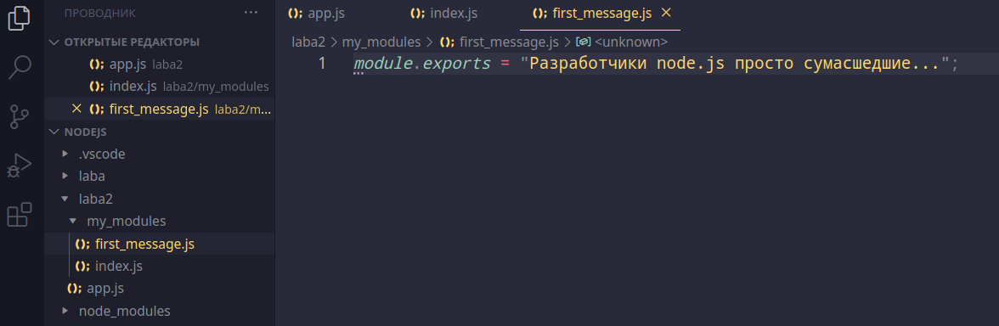 ПРОВОДНИК ...
ОТКРЫТЫЕ РЕДАКТОРЫ
app.js laba2
index.js laba2/my_modules
first_message.js laba2/m...
NODEJS
.vscode
laba
laba2
my_modules
first_message.js
index.js
app.js
node_modules
app.js index.js first_message.js
laba2 > my_modules > first_message.js > <unknown>
1 module.exports = "Разработчики node.js просто сумасшедшие...";